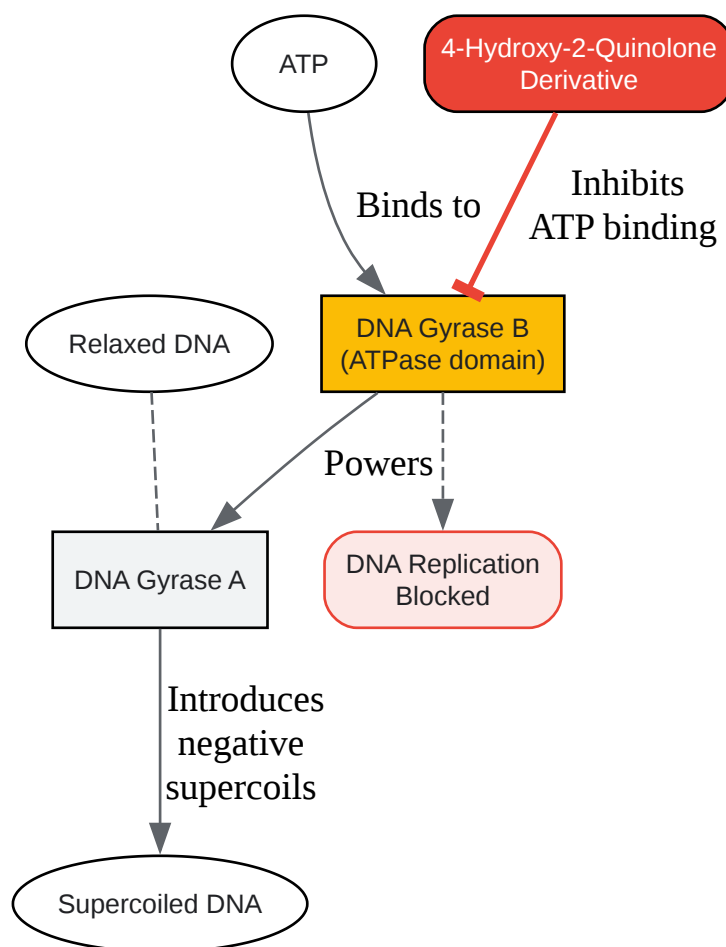 ATP
4-Hydroxy-2-Quinolone
Derivative
Binds to
Inhibits
ATP binding
Relaxed DNA
DNA Gyrase B
(ATPase domain)
Powers
DNA Gyrase A
DNA Replication
Blocked
Introduces
negative
supercoils
Supercoiled DNA